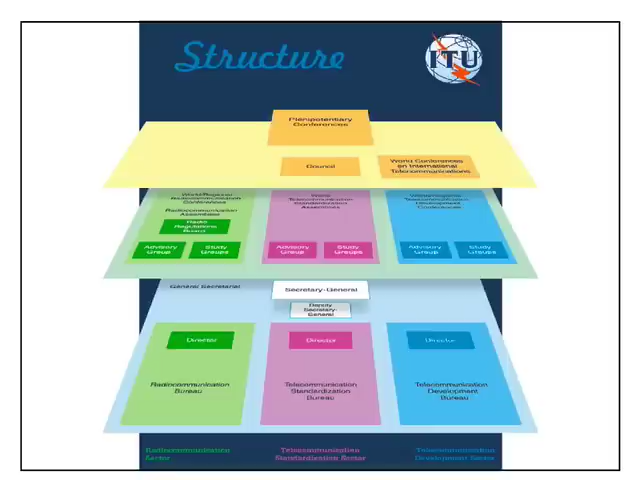 Structure
ITU
Plenipotentiary
Conferences
Council
World Conferences
on International
Telecommunications
World/Regional
Radiocommunication
Conferences
Radiocommunication
Assemblies
Radio
Regulations
Board
Advisory
Group
Study
Groups
World
Telecommunication
Standardization
Assemblies
Advisory
Group
Study
Groups
World/Regional
Telecommunication
Development
Conferences
Advisory
Group
Study
Groups
General Secretariat
Secretary-General
Deputy
Secretary-
General
Director
Radiocommunication
Bureau
Director
Telecommunication
Standardization
Bureau
Director
Telecommunication
Development
Bureau
Radiocommunication
Sector
Telecommunication
Standardization Sector
Telecommunication
Development Sector